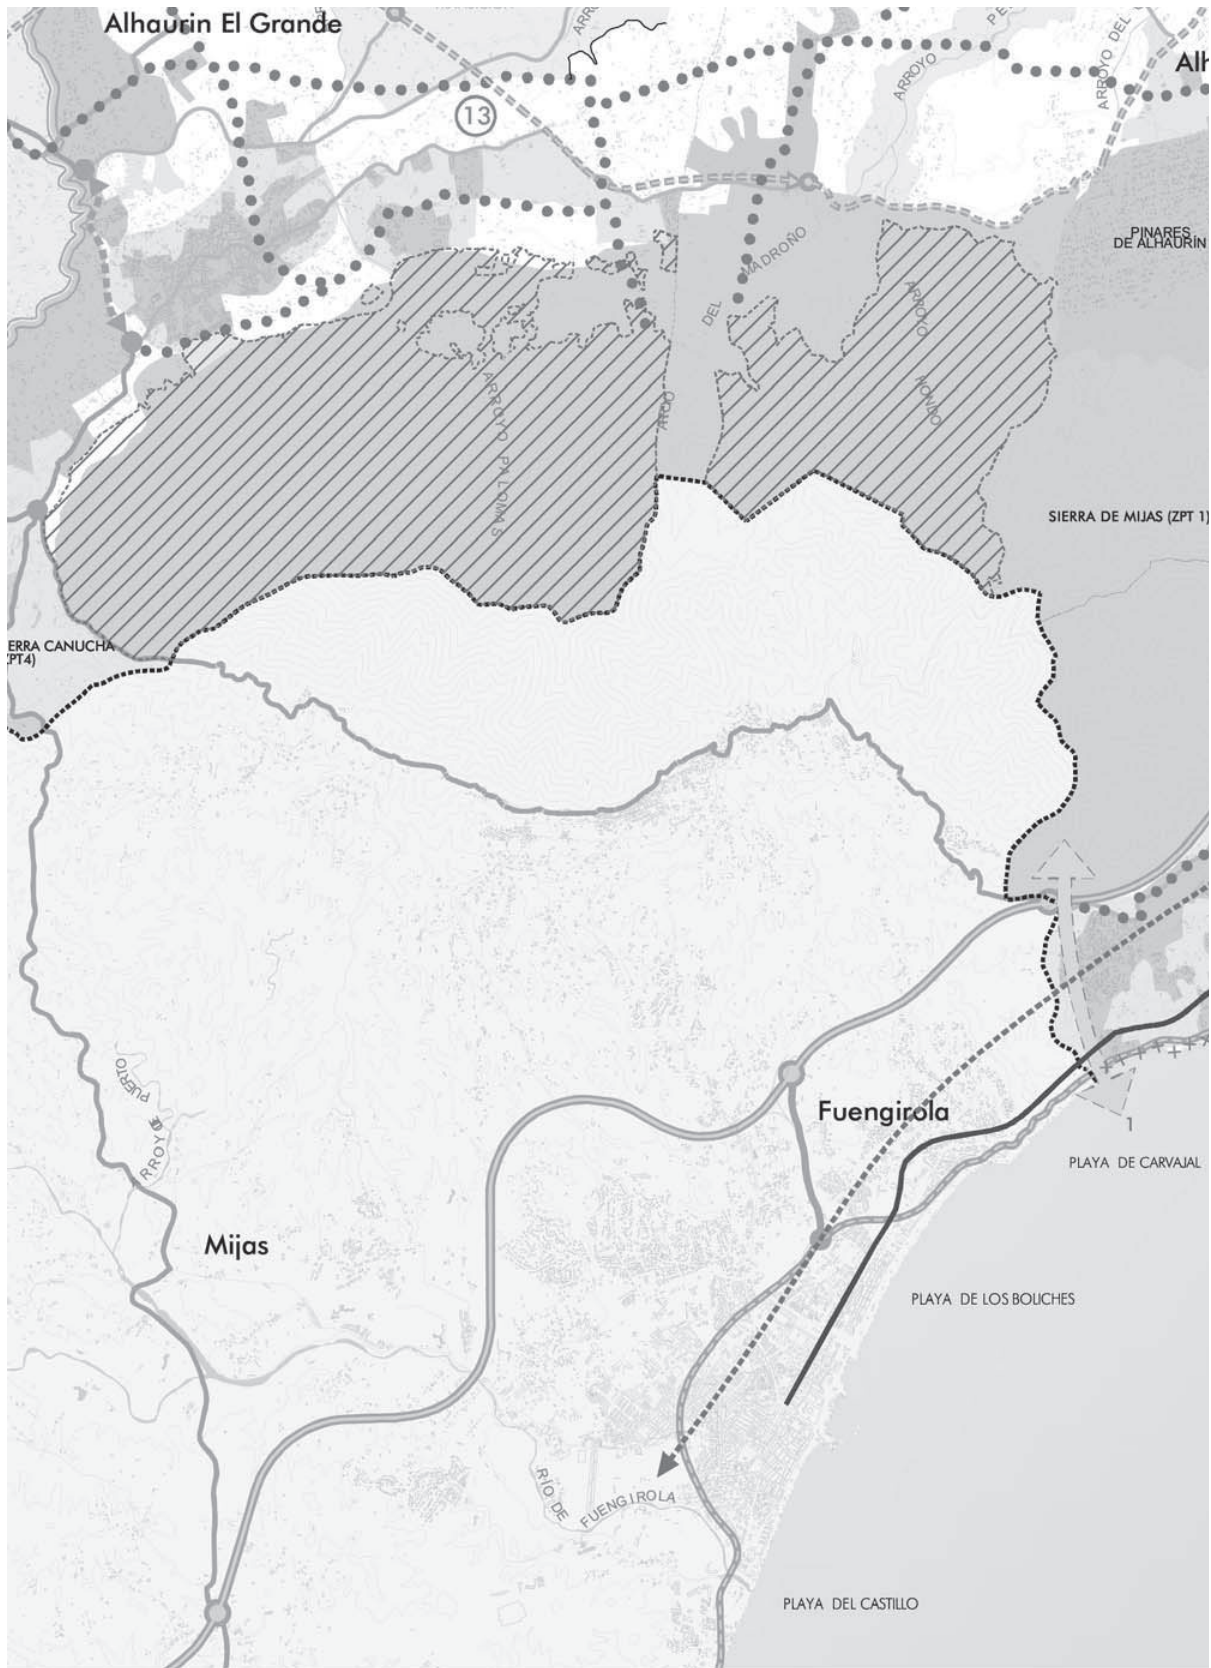 Alhaurin El Grande
ARROYO
ARROYO DEL
Alh
13
PINARES
DE ALHAURÍN
MADROÑO
DEL
ARROYO
HONDO
ARROYO PALOMAS
SIERRA DE MIJAS (ZPT 1)
ERRA CANUCHA
ZPT4)
PUERTO
DE
RROYO
Fuengirola
1
PLAYA DE CARVAJAL
Mijas
PLAYA DE LOS BOLICHES
RÍO DE
FUENGIROLA
PLAYA DEL CASTILLO